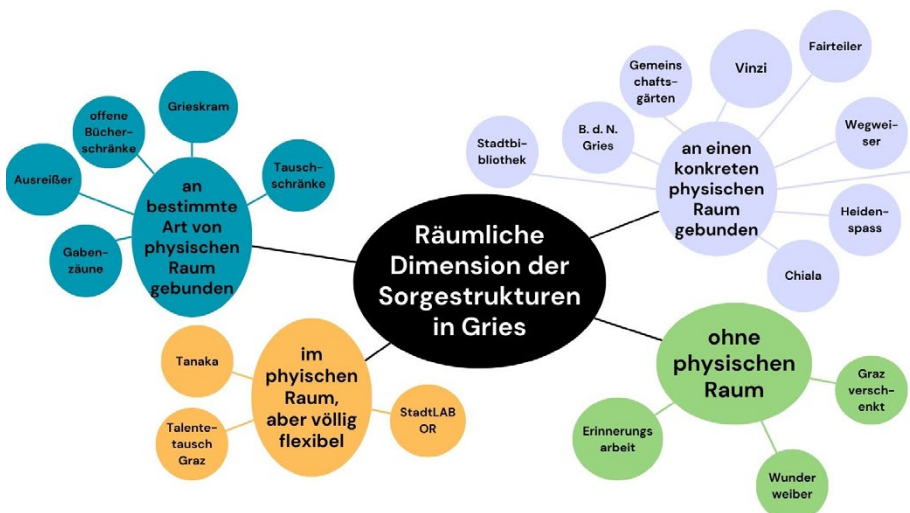 Räumliche
Dimension der
Sorgestrukturen
in Gries
an
bestimmte
Art von
physischen
Raum
gebunden
Grieskram
offene
Bücher-
schränke
Tausch-
schränke
Ausreißer
Gaben-
zäune
an einen
konkreten
physischen
Raum
gebunden
Stadtbi-
bliothek
B. d. N.
Gries
Gemeins
chafts-
gärten
Vinzi
Fairteiler
Wegwei-
ser
Heiden-
spass
Chiala
im
phyischen
Raum,
aber völlig
flexibel
Tanaka
Talente-
tausch
Graz
StadtLAB
OR
ohne
physischen
Raum
Graz
versch-
enkt
Erinnerungs
arbeit
Wunder
weiber